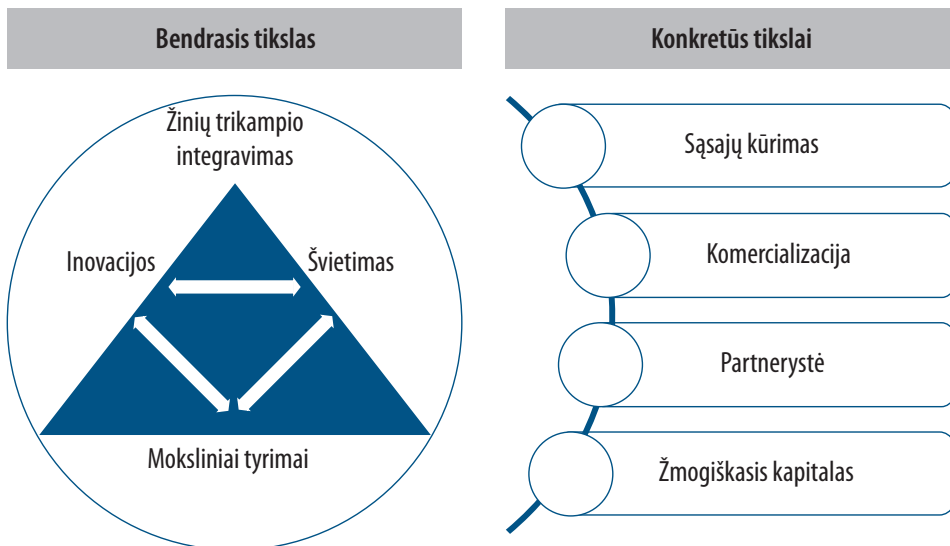 Bendrasis tikslas
Žinių trikampio
integravimas
Inovacijos
Švietimas
Moksliniai tyrimai
Konkretūs tikslai
Sąsajų kūrimas
Komercializacija
Partnerystė
Žmogiškasis kapitalas